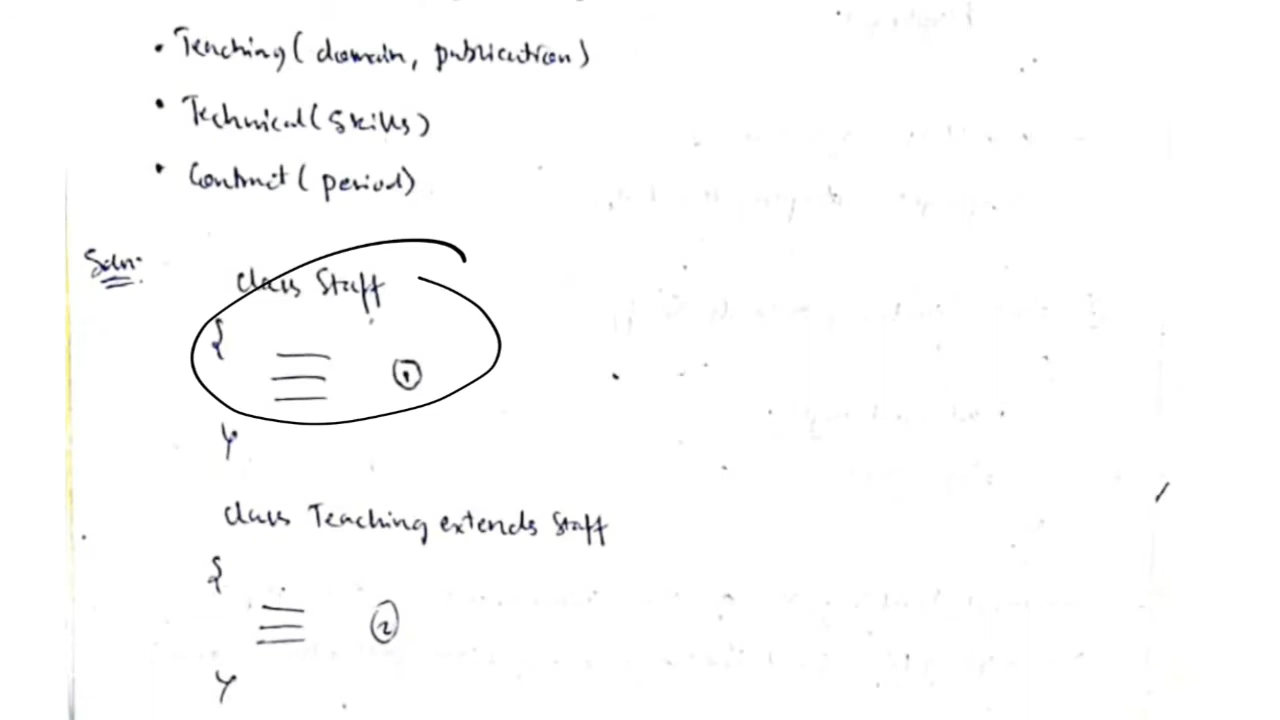 • Teaching( domain, publication)
• Technical( skills)
• Contract( period)
Soln:
class Staff
{
①
}
class Teaching extends Staff
{
②
}